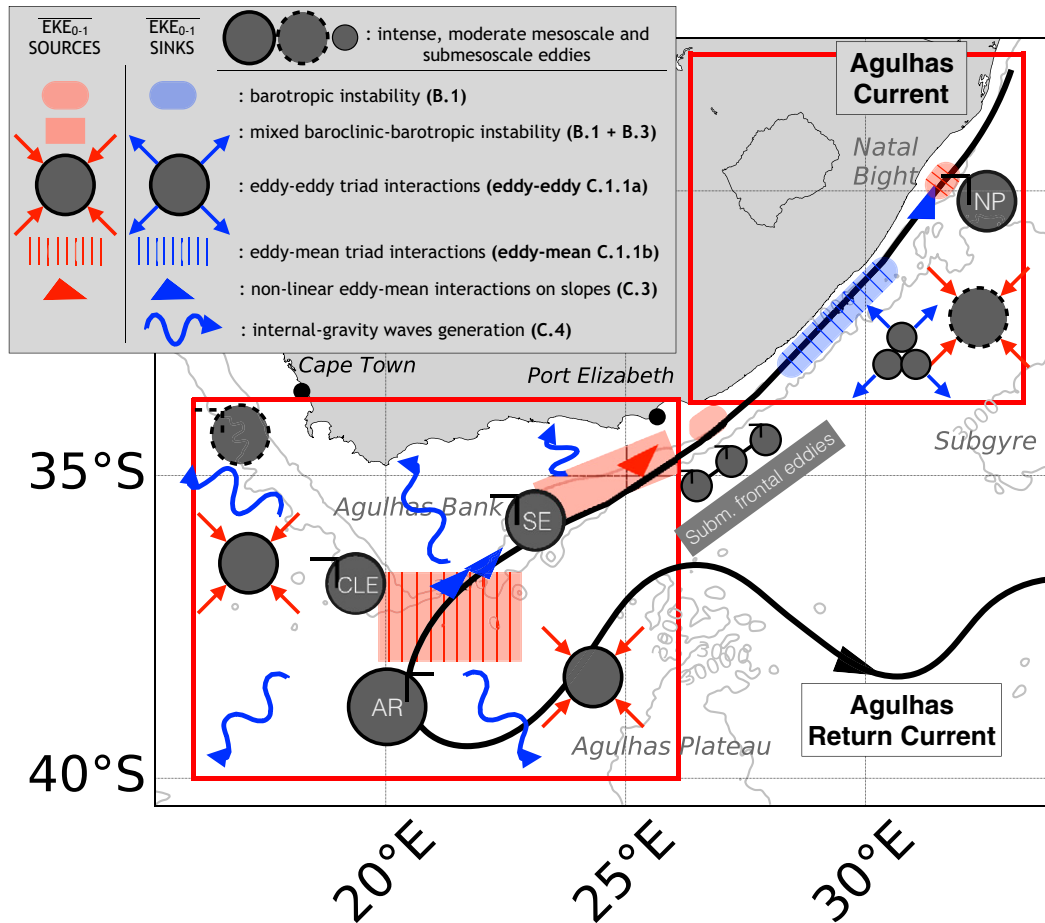 EKE0-1
SOURCES
EKE0-1
SINKS
: intense, moderate mesoscale and
submesoscale eddies
: barotropic instability (B.1)
: mixed baroclinic-barotropic instability (B.1 + B.3)
: eddy-eddy triad interactions (eddy-eddy C.1.1a)
: eddy-mean triad interactions (eddy-mean C.1.1b)
: non-linear eddy-mean interactions on slopes (C.3)
: internal-gravity waves generation (C.4)
Agulhas
Current
Natal
Bight
NP
Cape Town
Port Elizabeth
3000
Subgyre
35°S
Agulhas Bank
SE
Subm. frontal eddies
CLE
AR
3000
30000
Agulhas Plateau
Agulhas
Return Current
40°S
20°E
25°E
30°E